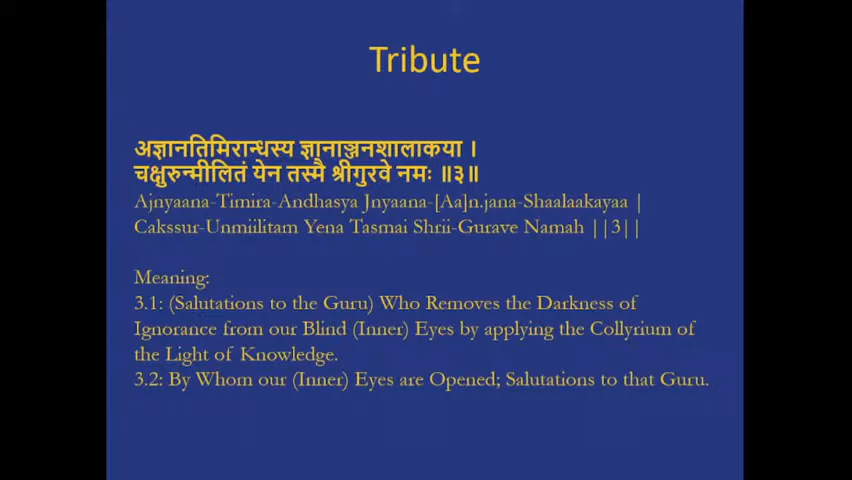 Tribute
अज्ञानतिमिरान्धस्य ज्ञानाञ्जनशालाकया ।
चक्षुरुन्मीलितं येन तस्मै श्रीगुरवे नमः ॥३॥
Ajnyaana-Timira-Andhasya Jnyaana-[Aa]n.jana-Shaalaakayaa |
Cakssur-Unmiilitam Yena Tasmai Shrii-Gurave Namah ||3||
Meaning:
3.1: (Salutations to the Guru) Who Removes the Darkness of
Ignorance from our Blind (Inner) Eyes by applying the Collyrium of
the Light of Knowledge.
3.2: By Whom our (Inner) Eyes are Opened; Salutations to that Guru.